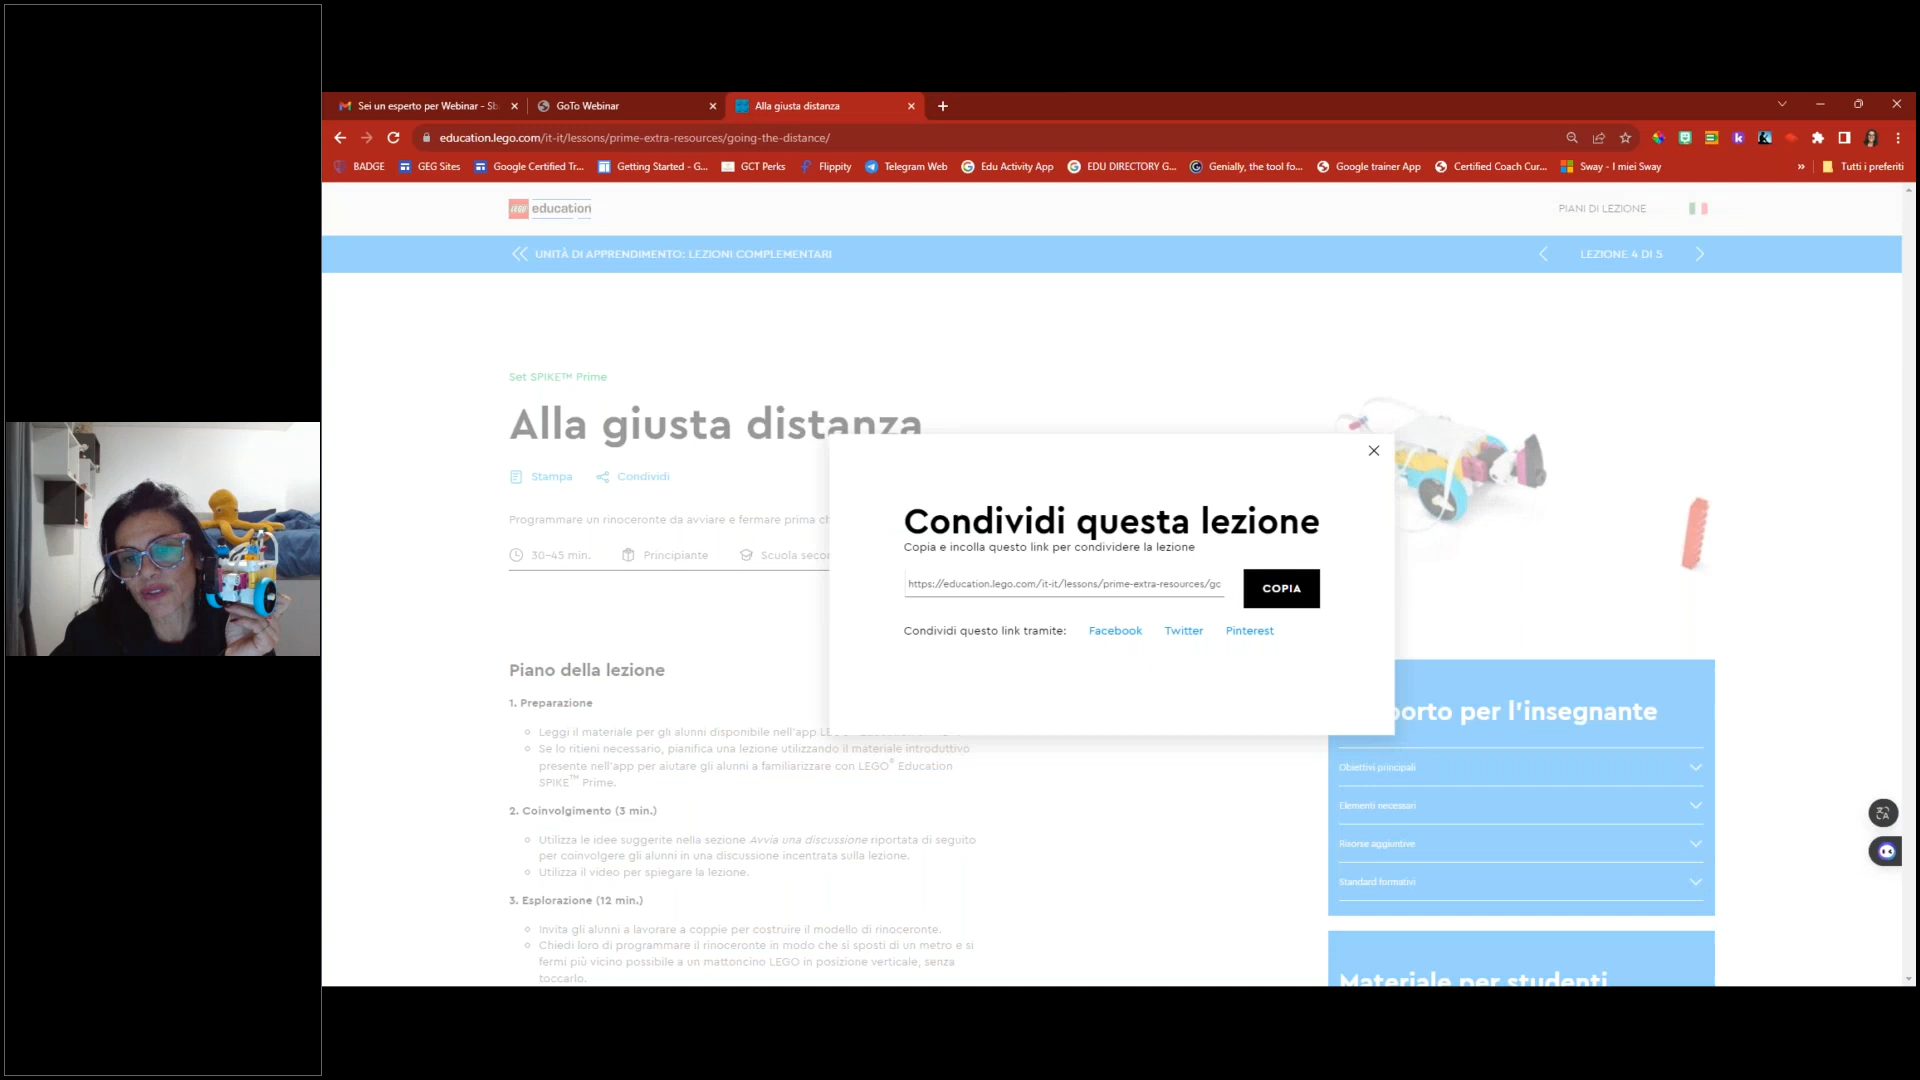 Sei un esperto per Webinar - Sb
GoTo Webinar
Alla giusta distanza
education.lego.com/it-it/lessons/prime-extra-resources/going-the-distance/
BADGE
GEG Sites
Google Certified Tr...
Getting Started - G...
GCT Perks
Flippity
Telegram Web
Edu Activity App
EDU DIRECTORY G...
Genially, the tool fo...
Google trainer App
Certified Coach Cur...
Sway - I miei Sway
»
Tutti i preferiti
LEGO education
PIANI DI LEZIONE
UNITÀ DI APPRENDIMENTO: LEZIONI COMPLEMENTARI
LEZIONE 4 DI 5
Set SPIKE™ Prime
Alla giusta distanza
Stampa
Condividi
Programmare un rinoceronte da avviare e fermare prima ch
30-45 min.
Principiante
Scuola secon
Condividi questa lezione
Copia e incolla questo link per condividere la lezione
https://education.lego.com/it-it/lessons/prime-extra-resources/gc
COPIA
Condividi questo link tramite:
Facebook
Twitter
Pinterest
Piano della lezione
1. Preparazione
Leggi il materiale per gli alunni disponibile nell'app
Se lo ritieni necessario, pianifica una lezione utilizzando il materiale introduttivo
presente nell'app per aiutare gli alunni a familiarizzare con LEGO® Education
SPIKE™ Prime.
2. Coinvolgimento (3 min.)
Utilizza le idee suggerite nella sezione Avvia una discussione riportata di seguito
per coinvolgere gli alunni in una discussione incentrata sulla lezione.
Utilizza il video per spiegare la lezione.
3. Esplorazione (12 min.)
Invita gli alunni a lavorare a coppie per costruire il modello di rinoceronte.
Chiedi loro di programmare il rinoceronte in modo che si sposti di un metro e si
fermi più vicino possibile a un mattoncino LEGO in posizione verticale, senza
toccarlo.
porto per l'insegnante
Obiettivi principali
Elementi necessari
Risorse aggiuntive
Standard formativi
Materiale per studenti